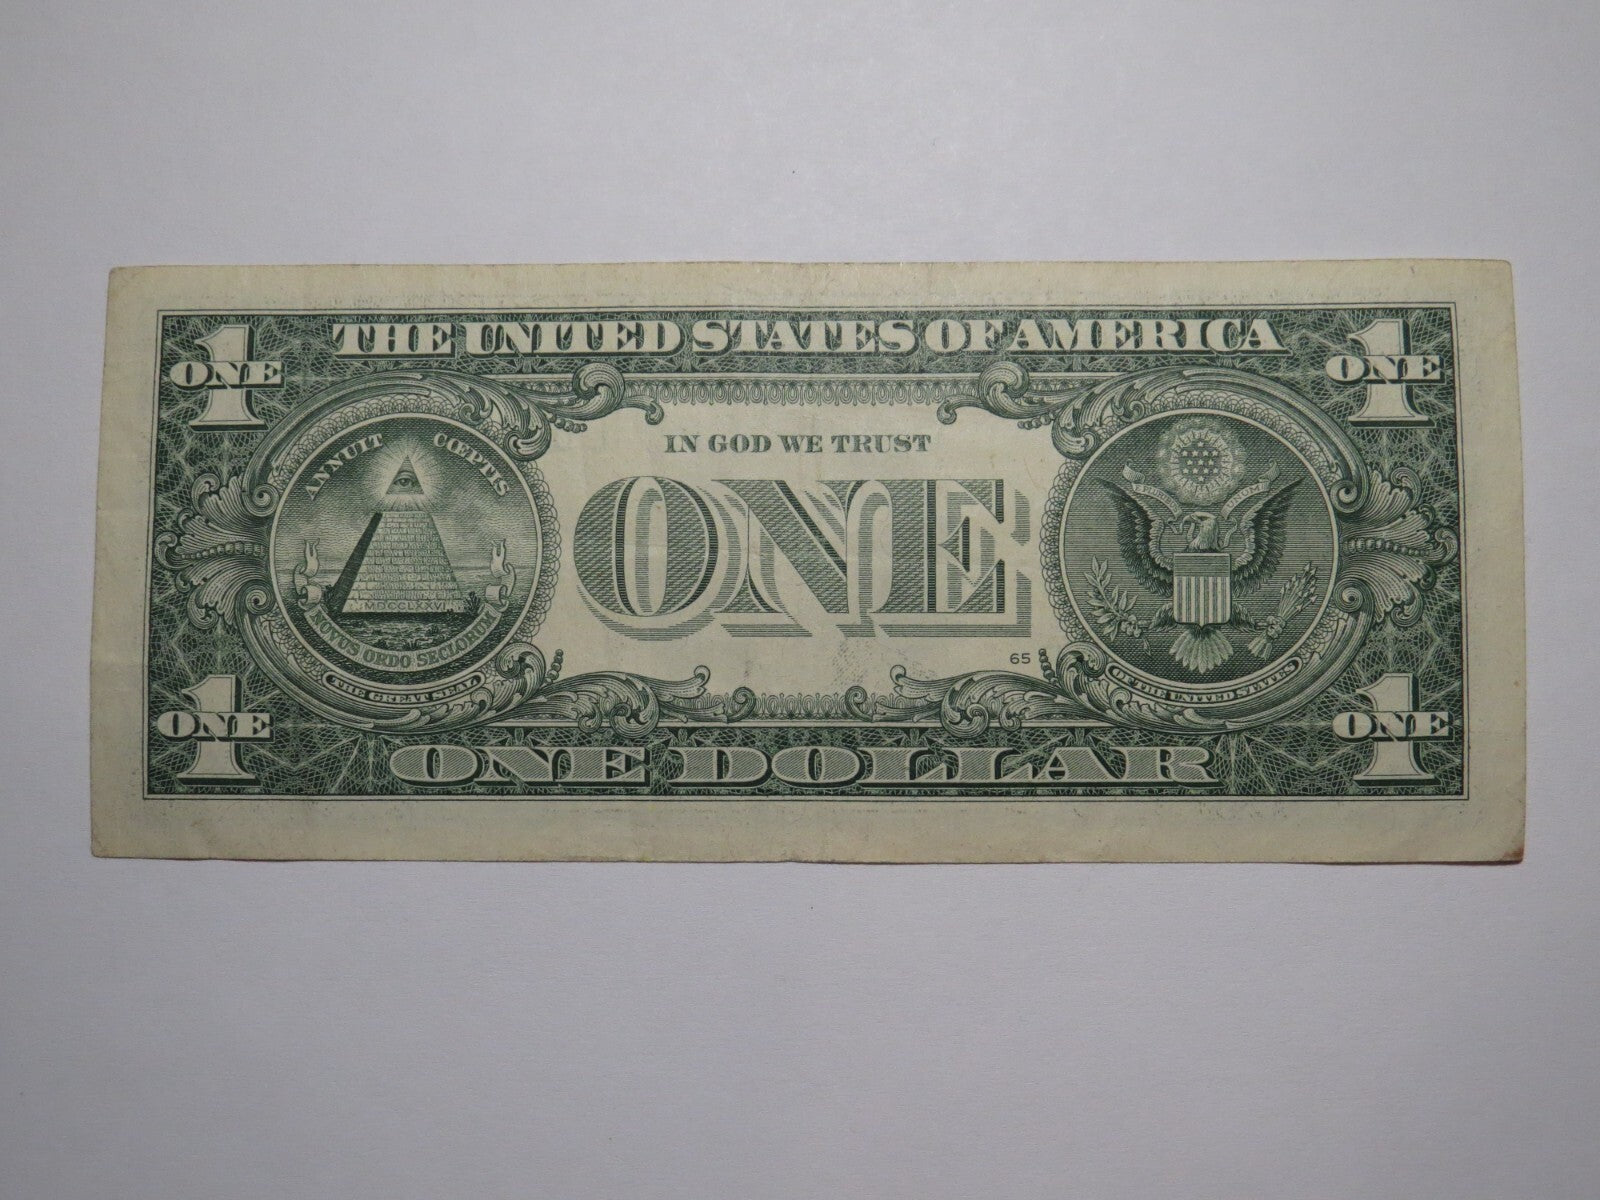 THE UNITED STATES OF AMERICA
1
ONE
1
ONE
ANNUIT CŒPTIS
IN GOD WE TRUST
ONE
MDCCLXXVI
NOVUS ORDO SECLORUM
THE GREAT SEAL
65
OF THE UNITED STATES
1
ONE
1
ONE
ONE DOLLAR